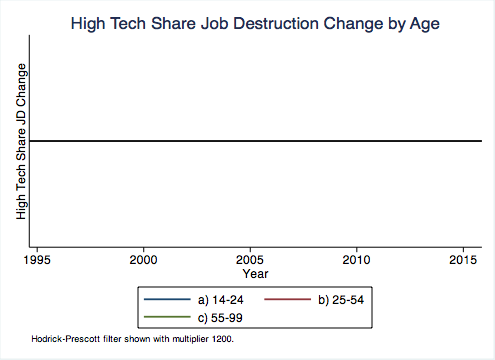 High Tech Share Job Destruction Change by Age
High Tech Share JD Change
1995 2000 2005 2010 2015
Year
a) 14-24 b) 25-54
c) 55-99
Hodrick-Prescott filter shown with multiplier 1200.